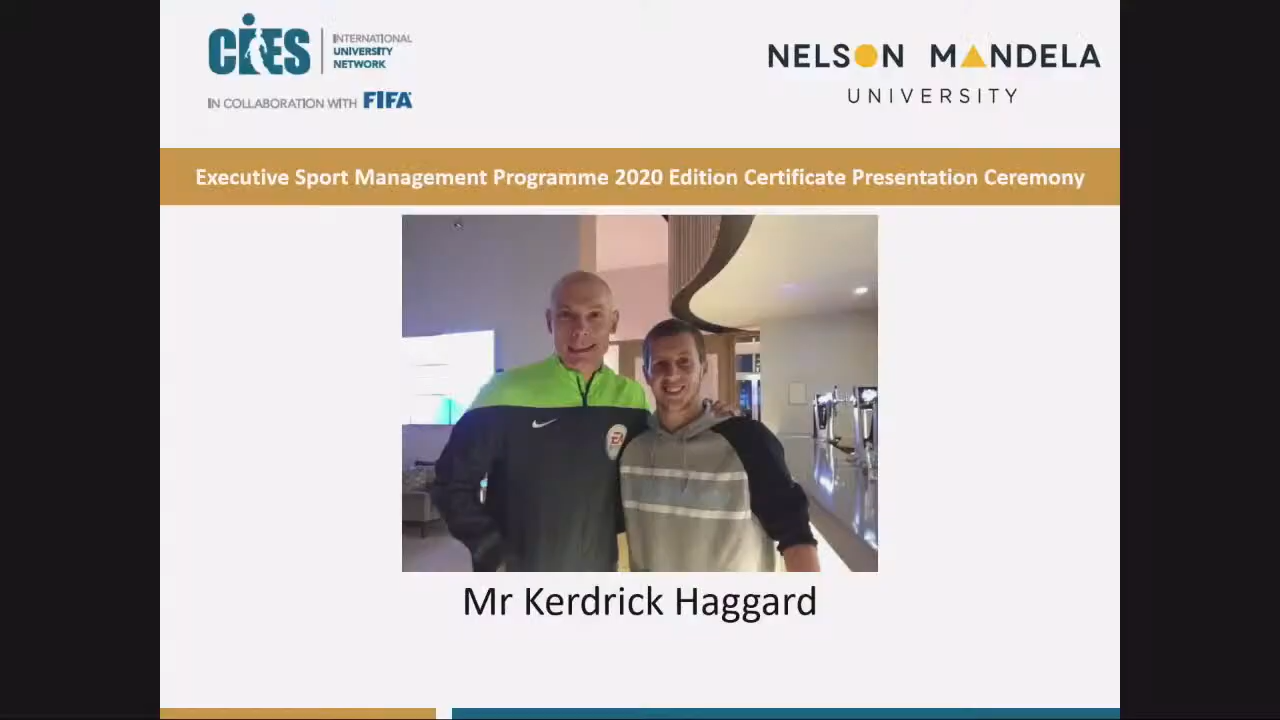 CIES
INTERNATIONAL
UNIVERSITY
NETWORK
IN COLLABORATION WITH FIFA
NELSON MANDELA
UNIVERSITY
Executive Sport Management Programme 2020 Edition Certificate Presentation Ceremony
EA
Mr Kerdrick Haggard